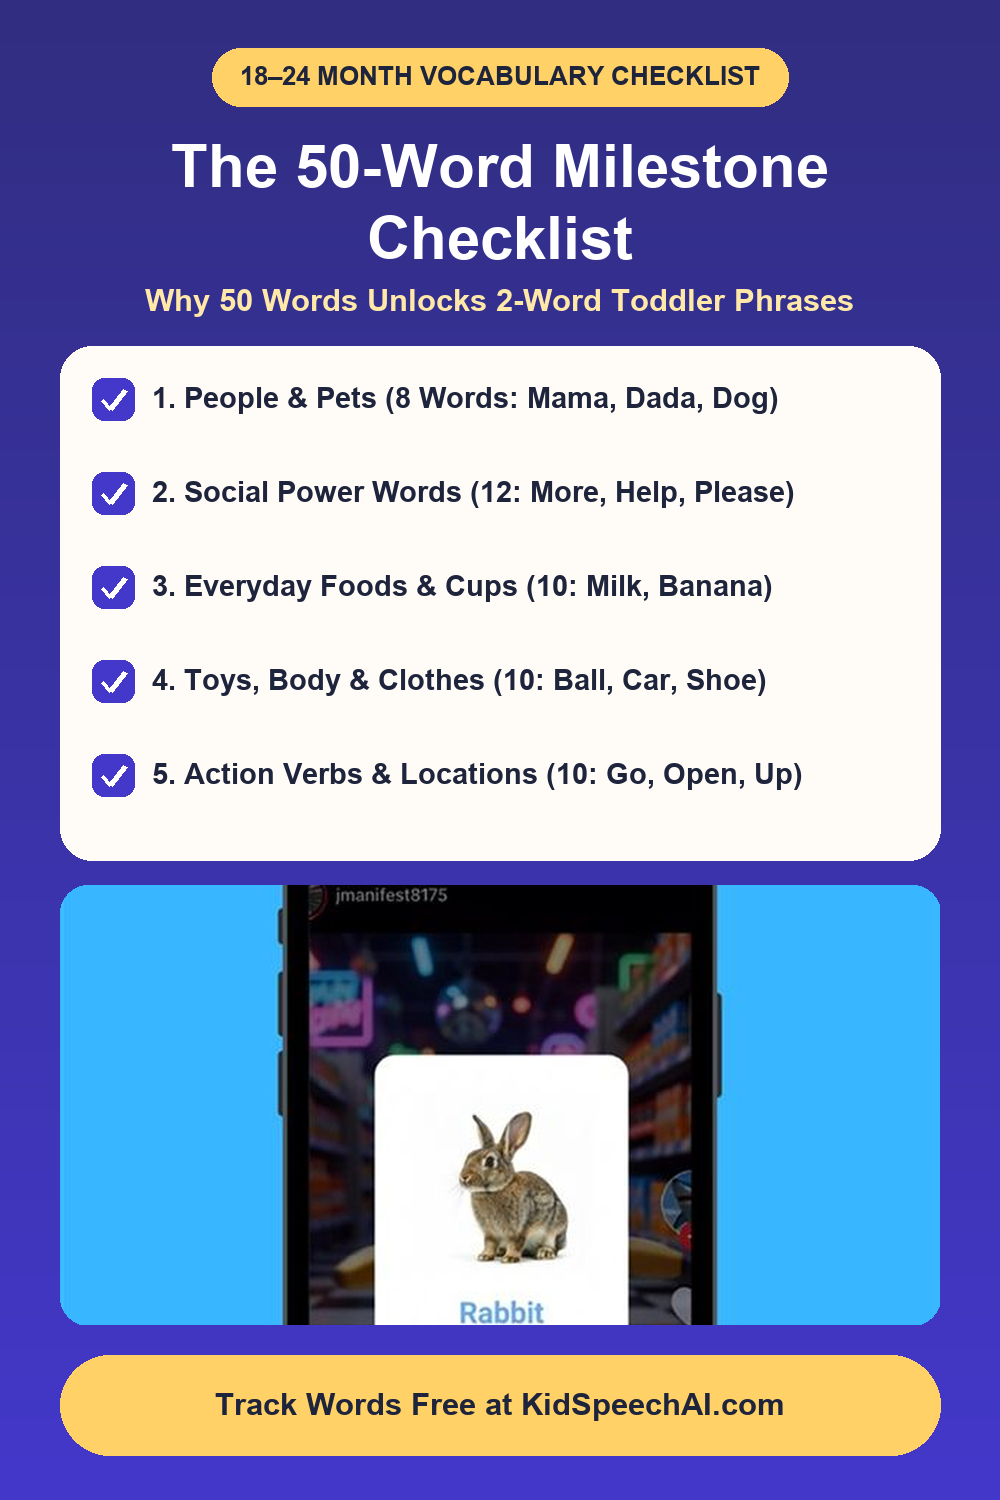 18–24 MONTH VOCABULARY CHECKLIST
The 50-Word Milestone
Checklist
Why 50 Words Unlocks 2-Word Toddler Phrases
1. People & Pets (8 Words: Mama, Dada, Dog)
2. Social Power Words (12: More, Help, Please)
3. Everyday Foods & Cups (10: Milk, Banana)
4. Toys, Body & Clothes (10: Ball, Car, Shoe)
5. Action Verbs & Locations (10: Go, Open, Up)
jmanifest8175
Rabbit
Track Words Free at KidSpeechAI.com